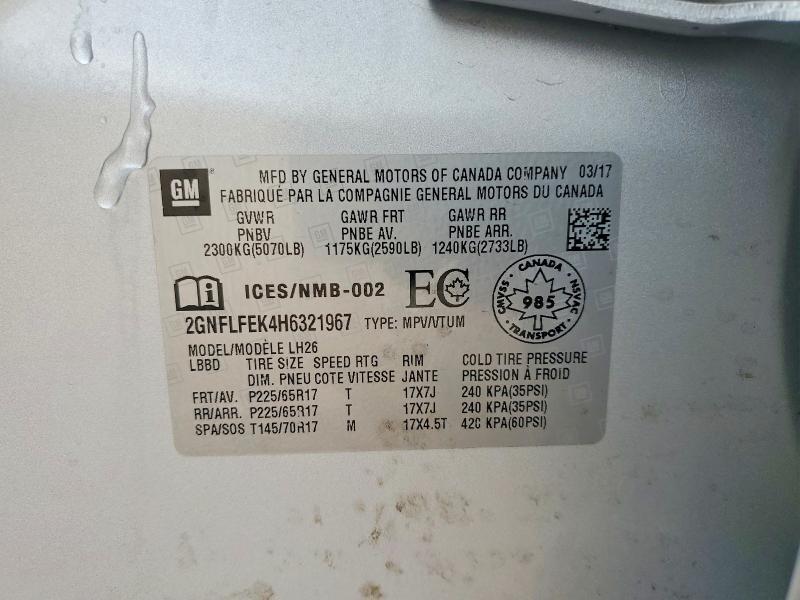 GM
MFD BY GENERAL MOTORS OF CANADA COMPANY 03/17
FABRIQUÉ PAR LA COMPAGNIE GENERAL MOTORS DU CANADA
GVWR GAWR FRT GAWR RR
PNBV PNBE AV. PNBE ARR.
2300KG(5070LB) 1175KG(2590LB) 1240KG(2733LB)
ICES/NMB-002 EC
CANADA
CMVSS 985 NSVAC
TRANSPORT
2GNFLFEK4H6321967 TYPE: MPV/VTUM
MODEL/MODÈLE LH26
LBBD TIRE SIZE SPEED RTG RIM COLD TIRE PRESSURE
DIM. PNEU COTE VITESSE JANTE PRESSION À FROID
FRT/AV. P225/65R17 T 17X7J 240 KPA(35PSI)
RR/ARR. P225/65R17 T 17X7J 240 KPA(35PSI)
SPA/SOS T145/70R17 M 17X4.5T 420 KPA(60PSI)